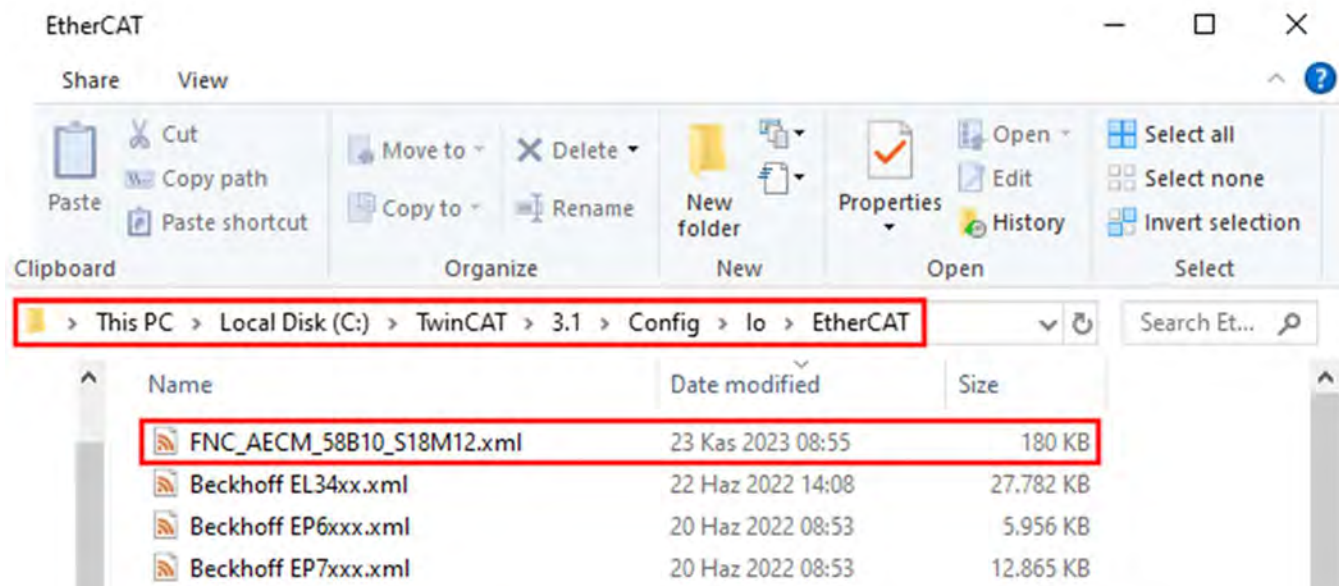 EtherCAT
Share View
Cut
Copy path
Paste
Paste shortcut
Clipboard
Move to
Copy to
Delete
Rename
Organize
New folder
New
Properties
Open
Edit
History
Open
Select all
Select none
Invert selection
Select
> This PC > Local Disk (C:) > TwinCAT > 3.1 > Config > Io > EtherCAT
Search Et...
Name Date modified Size
FNC_AECM_58B10_S18M12.xml 23 Kas 2023 08:55 180 KB
Beckhoff EL34xx.xml 22 Haz 2022 14:08 27.782 KB
Beckhoff EP6xxx.xml 20 Haz 2022 08:53 5.956 KB
Beckhoff EP7xxx.xml 20 Haz 2022 08:53 12.865 KB